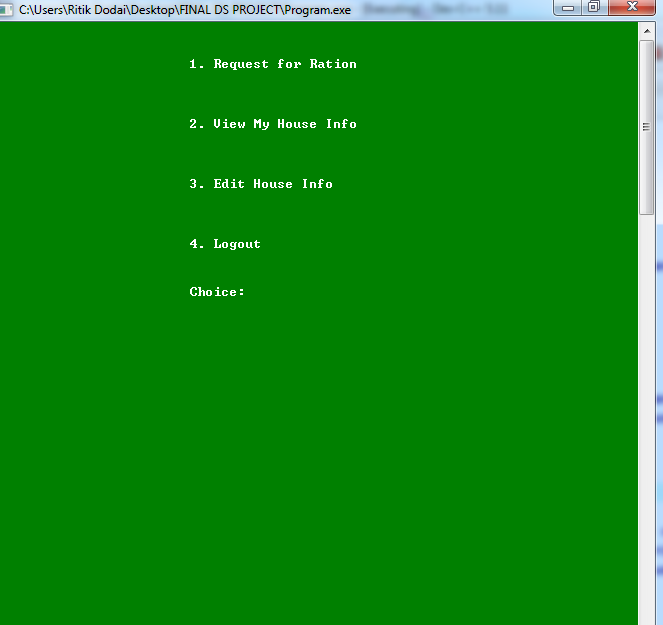 C:\Users\Ritik Dodai\Desktop\FINAL DS PROJECT\Program.exe
1. Request for Ration
2. View My House Info
3. Edit House Info
4. Logout
Choice: